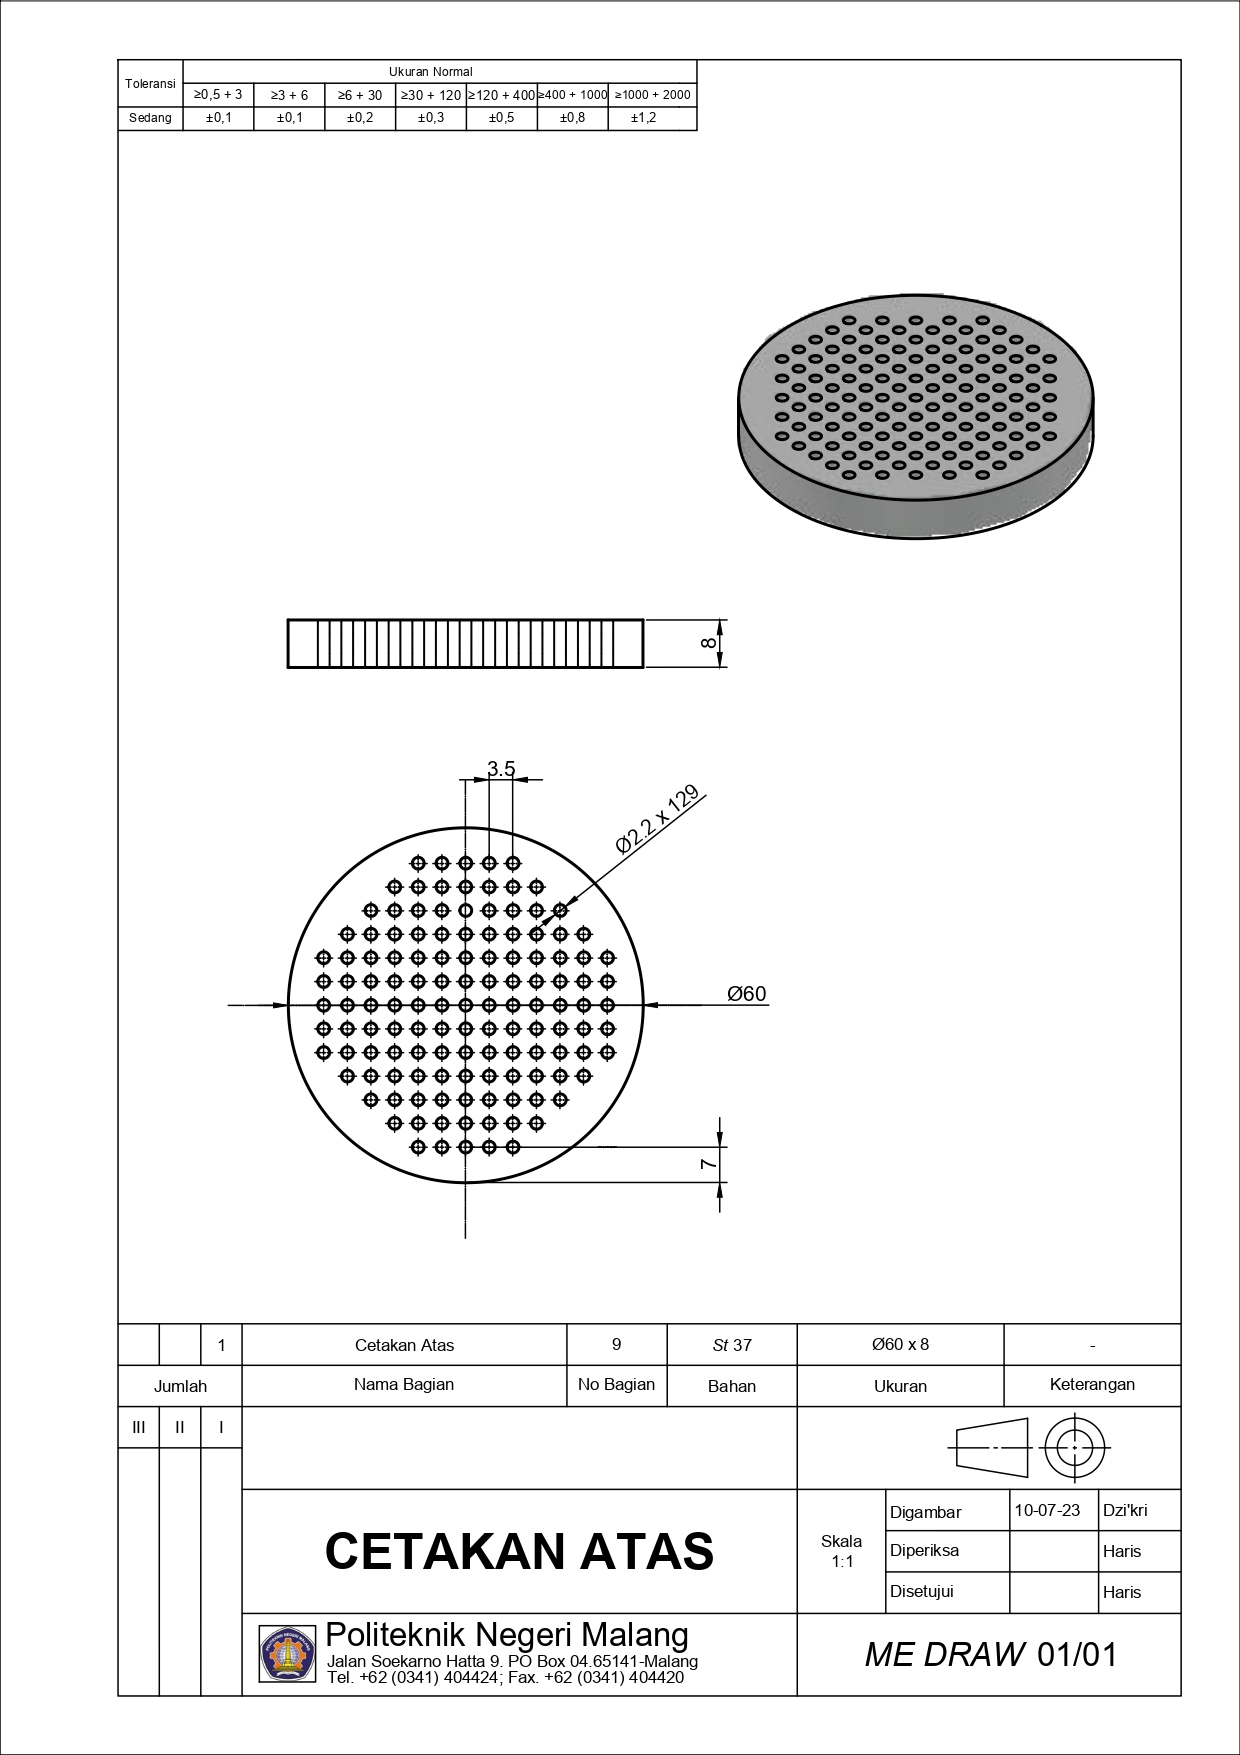 Toleransi
Ukuran Normal
≥0,5 + 3
≥3 + 6
≥6 + 30
≥30 + 120
≥120 + 400
≥400 + 1000
≥1000 + 2000
Sedang
±0,1
±0,1
±0,2
±0,3
±0,5
±0,8
±1,2
8
3.5
Ø2.2 x 129
Ø60
7
1
Cetakan Atas
9
St 37
Ø60 x 8
-
Jumlah
Nama Bagian
No Bagian
Bahan
Ukuran
Keterangan
III
II
I
CETAKAN ATAS
Skala
1:1
Digambar
10-07-23
Dzi'kri
Diperiksa
Haris
Disetujui
Haris
POLITEKNIK NEGERI MALANG
Politeknik Negeri Malang
Jalan Soekarno Hatta 9. PO Box 04.65141-Malang
Tel. +62 (0341) 404424; Fax. +62 (0341) 404420
ME DRAW 01/01